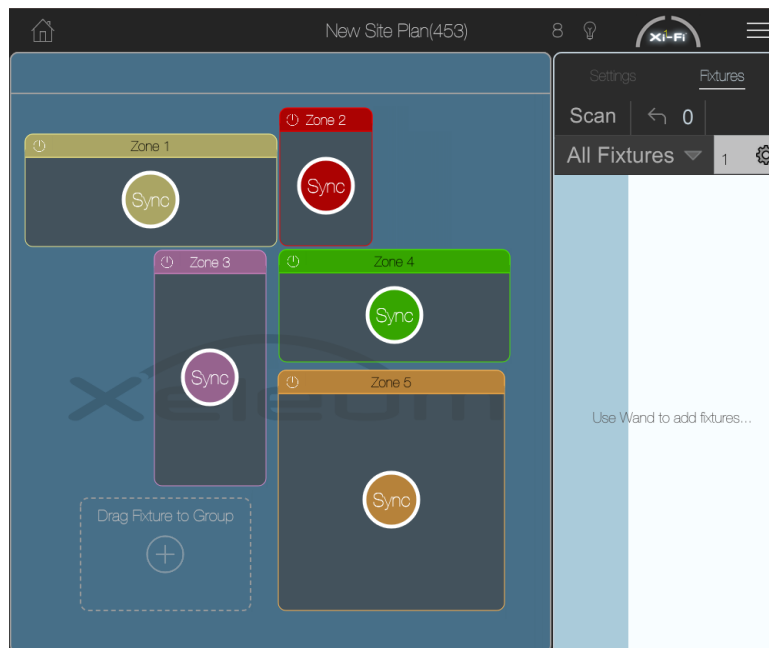 New Site Plan(453)
8
Xi-Fi
Settings
Fixtures
Scan
0
All Fixtures
1
Zone 1
Sync
Zone 2
Sync
Zone 3
Sync
Zone 4
Sync
Zone 5
Sync
Xeleum
Drag Fixture to Group
Use Wand to add fixtures...